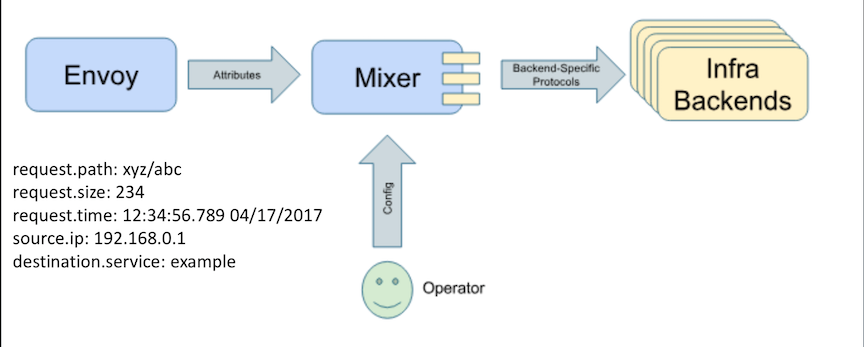 Envoy
Attributes
Mixer
Backend-Specific
Protocols
Infra
Backends
request.path: xyz/abc
request.size: 234
request.time: 12:34:56.789 04/17/2017
source.ip: 192.168.0.1
destination.service: example
Config
Operator